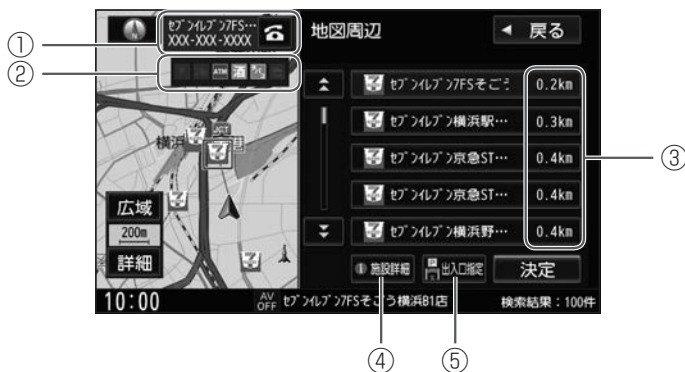 ①
②
③
④
⑤
N
ｾﾌﾞﾝｲﾚﾌﾞﾝ7FS…
XXX-XXX-XXXX
地図周辺
戻る
ATM 酒
JCT
横浜
広域
200m
詳細
ｾﾌﾞﾝｲﾚﾌﾞﾝ7FSそごう 0.2km
ｾﾌﾞﾝｲﾚﾌﾞﾝ横浜駅… 0.3km
ｾﾌﾞﾝｲﾚﾌﾞﾝ京急ST… 0.4km
ｾﾌﾞﾝｲﾚﾌﾞﾝ京急ST… 0.4km
ｾﾌﾞﾝｲﾚﾌﾞﾝ横浜野… 0.4km
施設詳細
出入口指定
決定
10:00
AV OFF
ｾﾌﾞﾝｲﾚﾌﾞﾝ7FSそごう横浜B1店
検索結果：100件